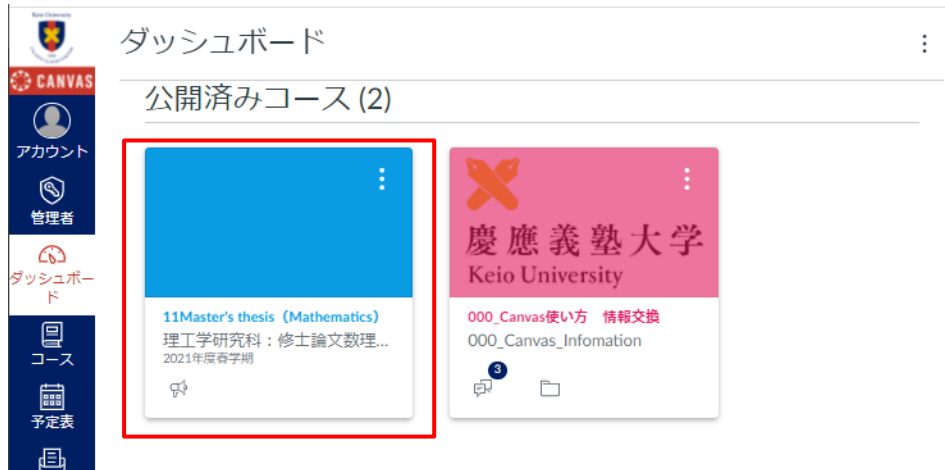 Keio University
CANVAS
アカウント
管理者
ダッシュボー
ド
コース
予定表
ダッシュボード
公開済みコース (2)
慶應義塾大学
Keio University
11Master's thesis（Mathematics）
理工学研究科：修士論文数理...
2021年度春学期
000_Canvas使い方　情報交換
000_Canvas_Infomation
3